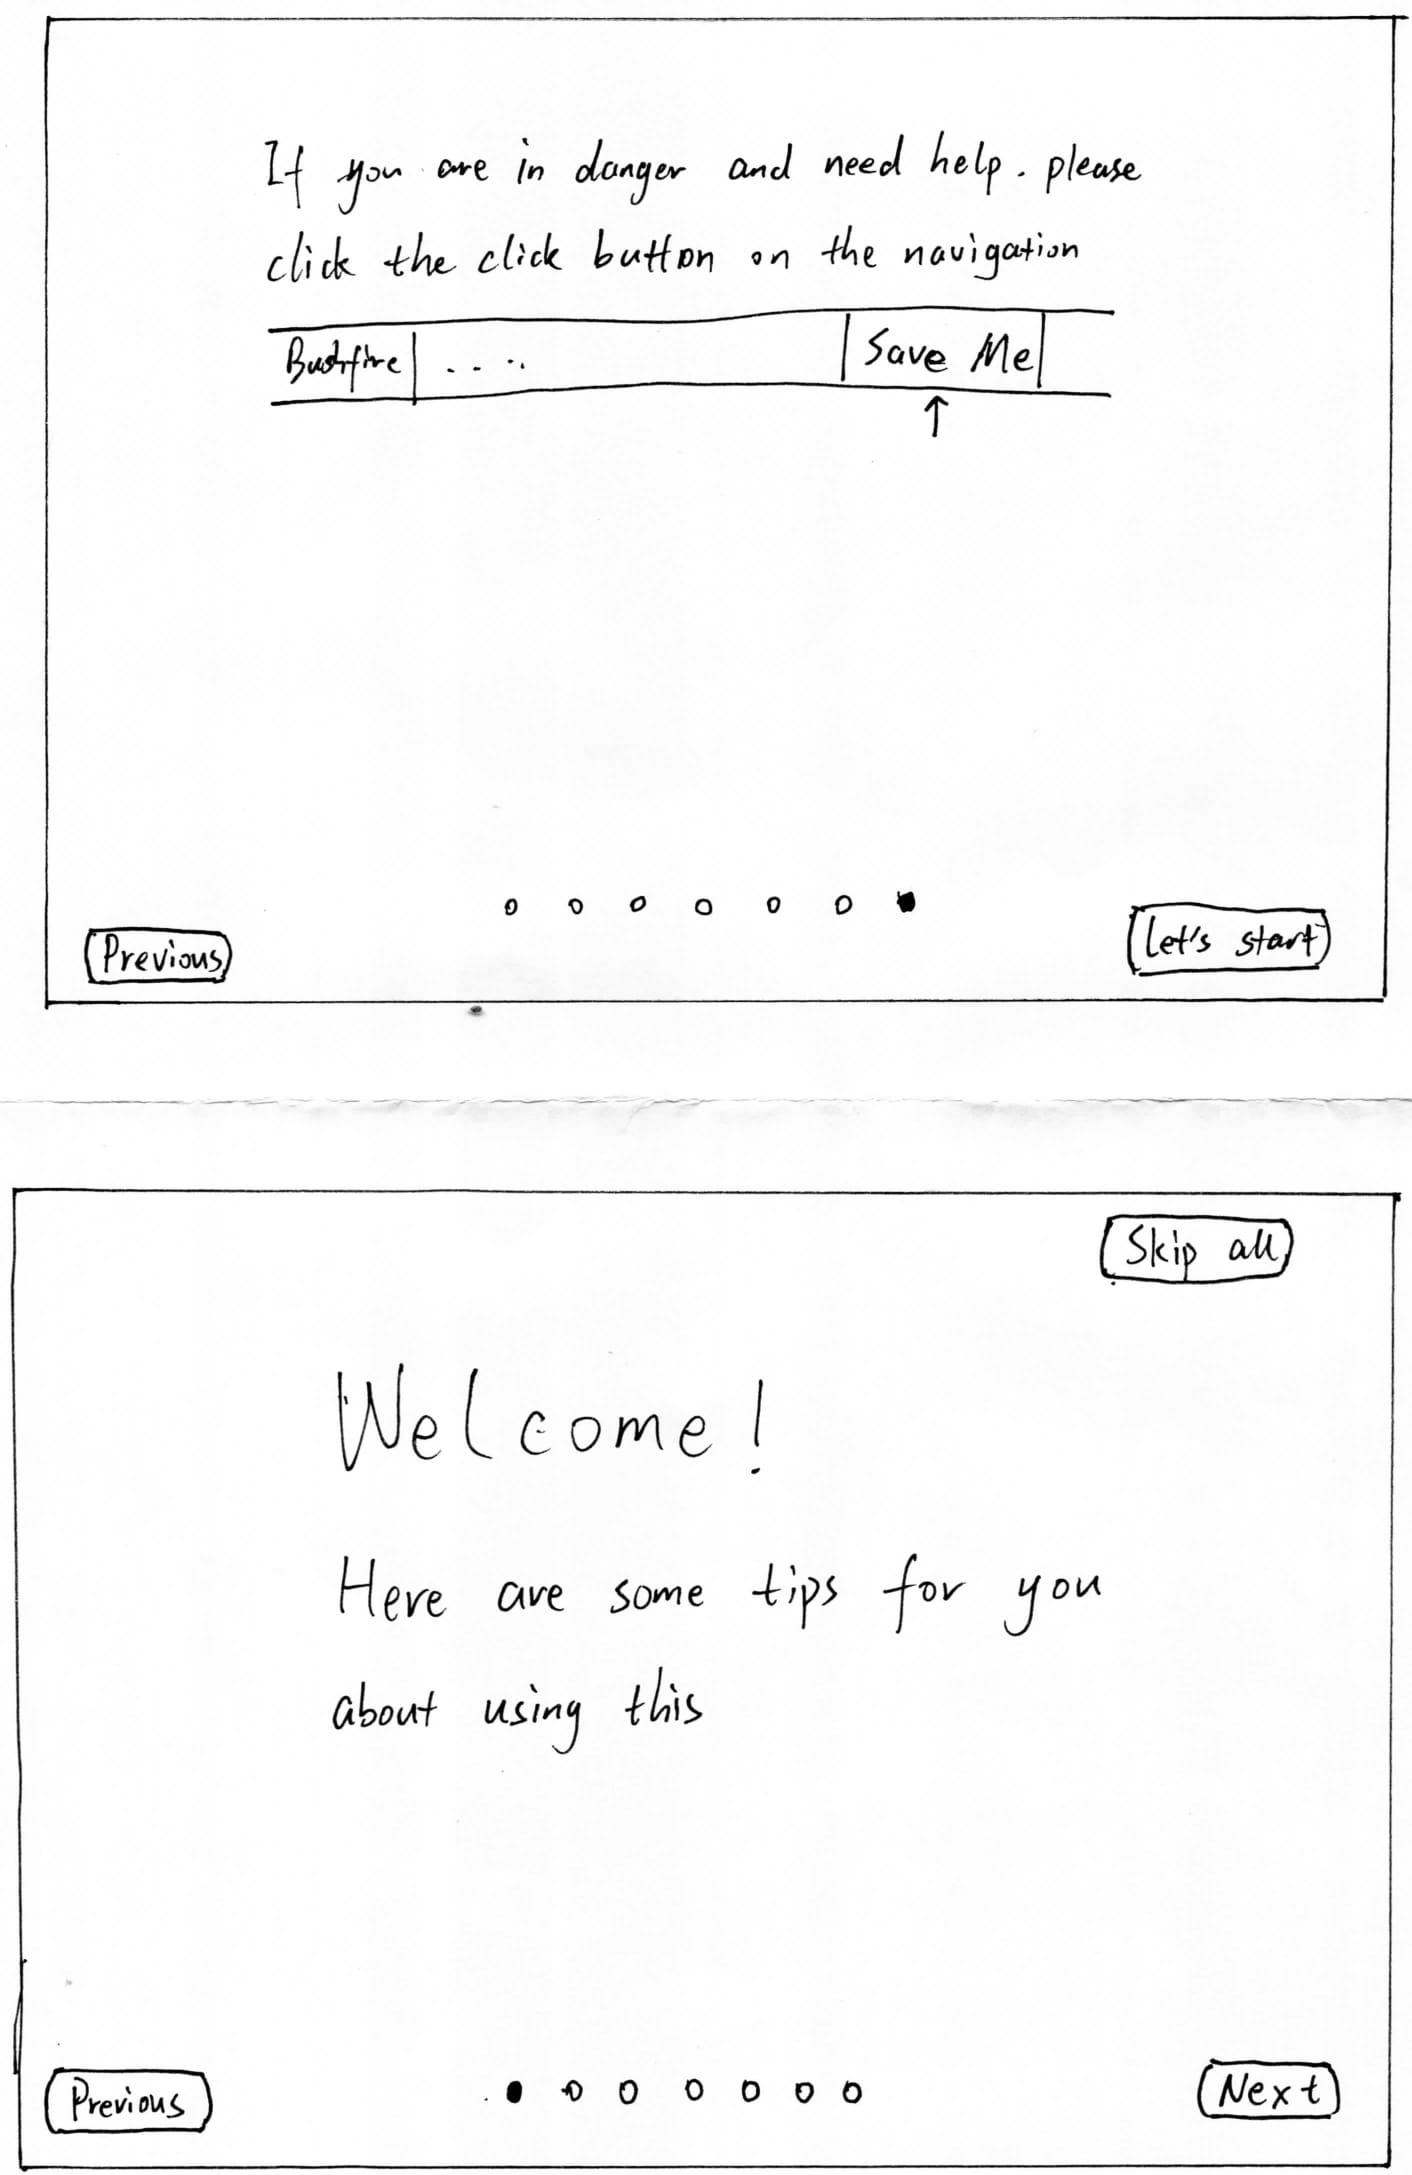 If you are in danger and need help. please
click the click button on the navigation
Bushfire .... Save Me
↑
Previous Let's start
Skip all
Welcome!
Here are some tips for you
about using this
Previous Next